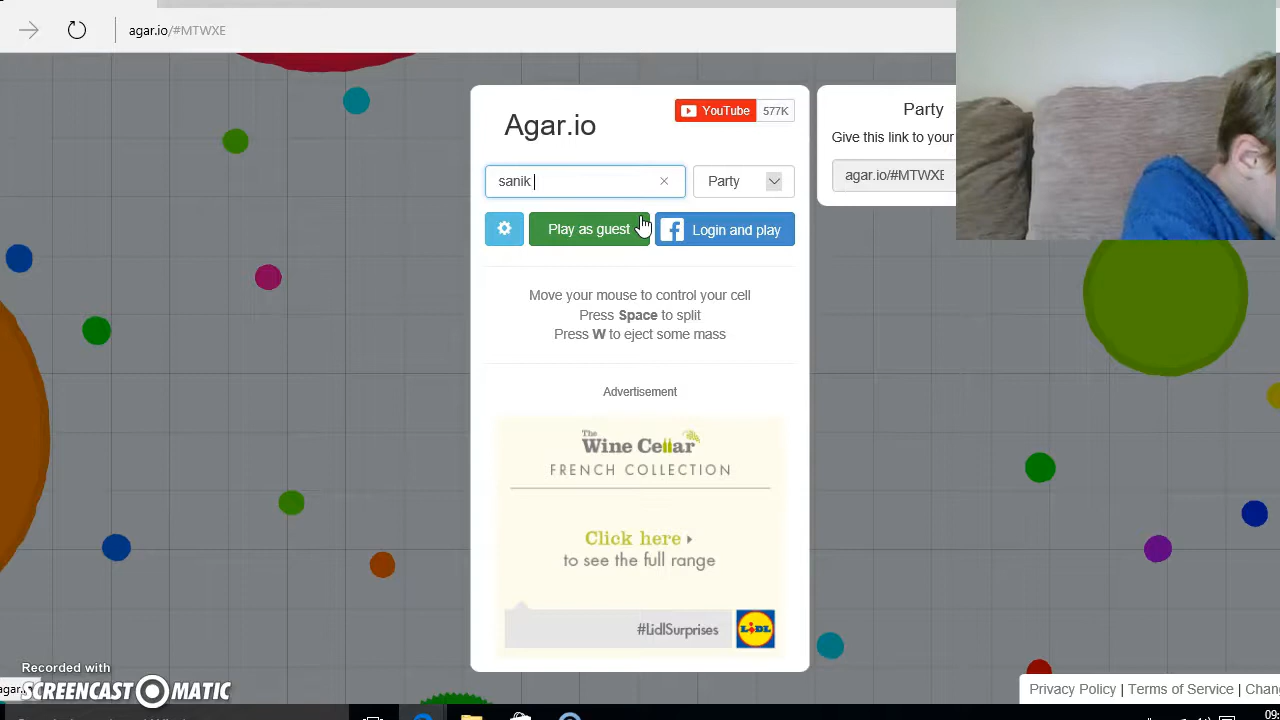 agar.io/#MTWXE
Agar.io
YouTube 577K
sanik
Party
Play as guest
Login and play
Move your mouse to control your cell
Press Space to split
Press W to eject some mass
Advertisement
The
Wine Cellar
FRENCH COLLECTION
Click here
to see the full range
#LidlSurprises
LIDL
Party
Give this link to your
agar.io/#MTWXE
Recorded with
SCREENCAST MATIC
agar.
Privacy Policy | Terms of Service |
09: